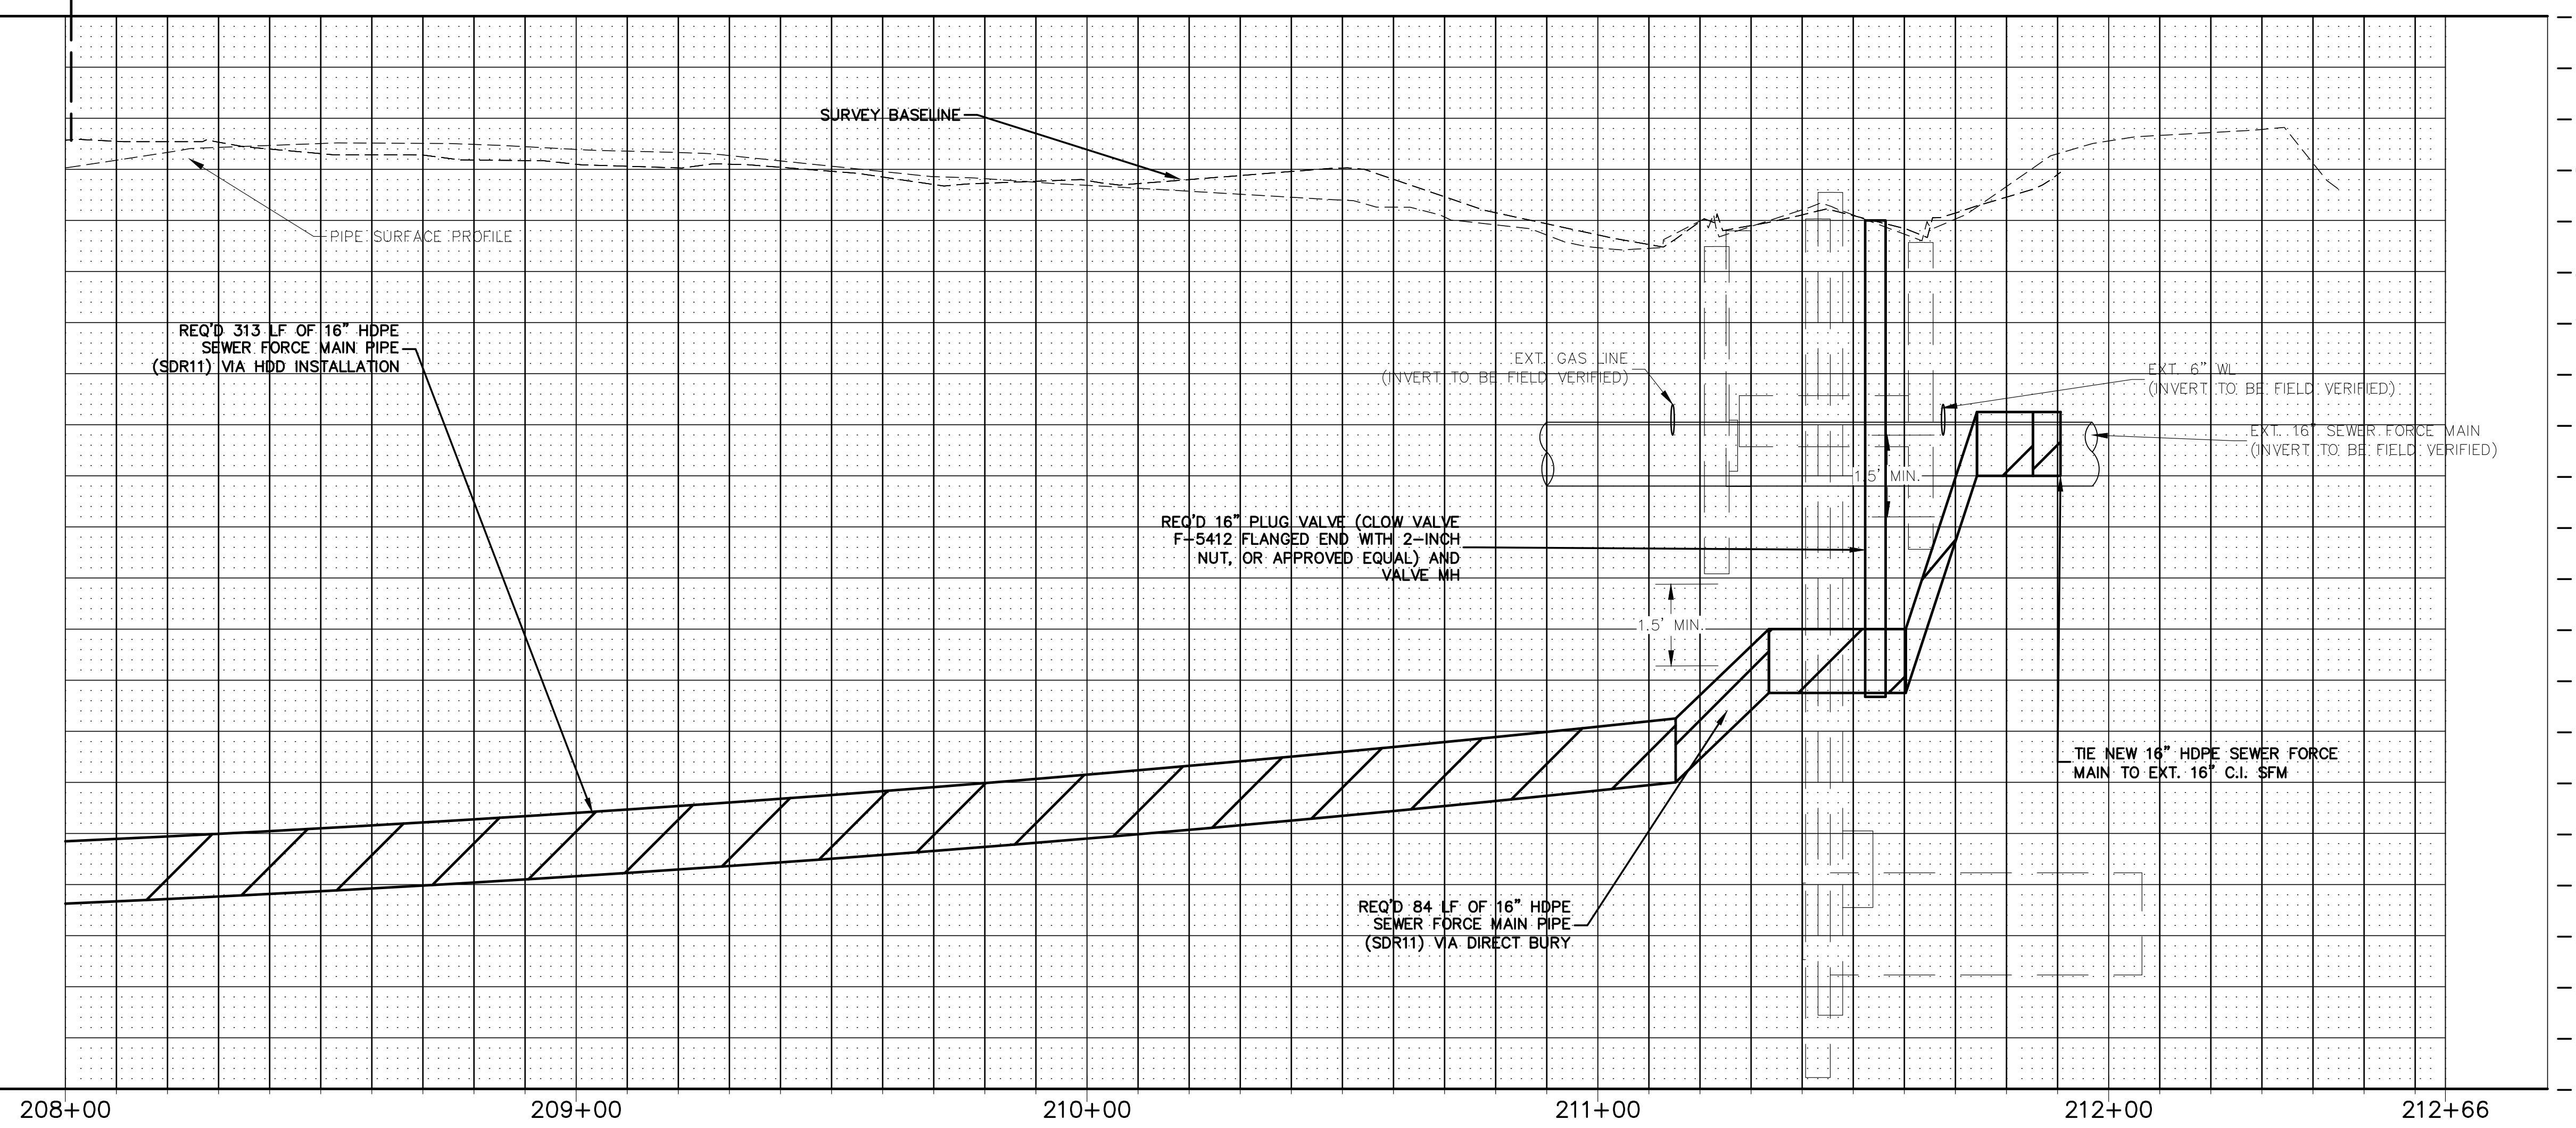 SURVEY BASELINE
PIPE SURFACE PROFILE
REQ'D 313 LF OF 16" HDPE
SEWER FORCE MAIN PIPE
(SDR11) VIA HDD INSTALLATION
EXT. GAS LINE
(INVERT TO BE FIELD VERIFIED)
EXT. 6" WL
(INVERT TO BE FIELD VERIFIED)
EXT. 16" SEWER FORCE MAIN
(INVERT TO BE FIELD VERIFIED)
1.5' MIN.
REQ'D 16" PLUG VALVE (CLOW VALVE
F-5412 FLANGED END WITH 2-INCH
NUT, OR APPROVED EQUAL) AND
VALVE MH
1.5' MIN.
TIE NEW 16" HDPE SEWER FORCE
MAIN TO EXT. 16" C.I. SFM
REQ'D 84 LF OF 16" HDPE
SEWER FORCE MAIN PIPE
(SDR11) VIA DIRECT BURY
208+00
209+00
210+00
211+00
212+00
212+66